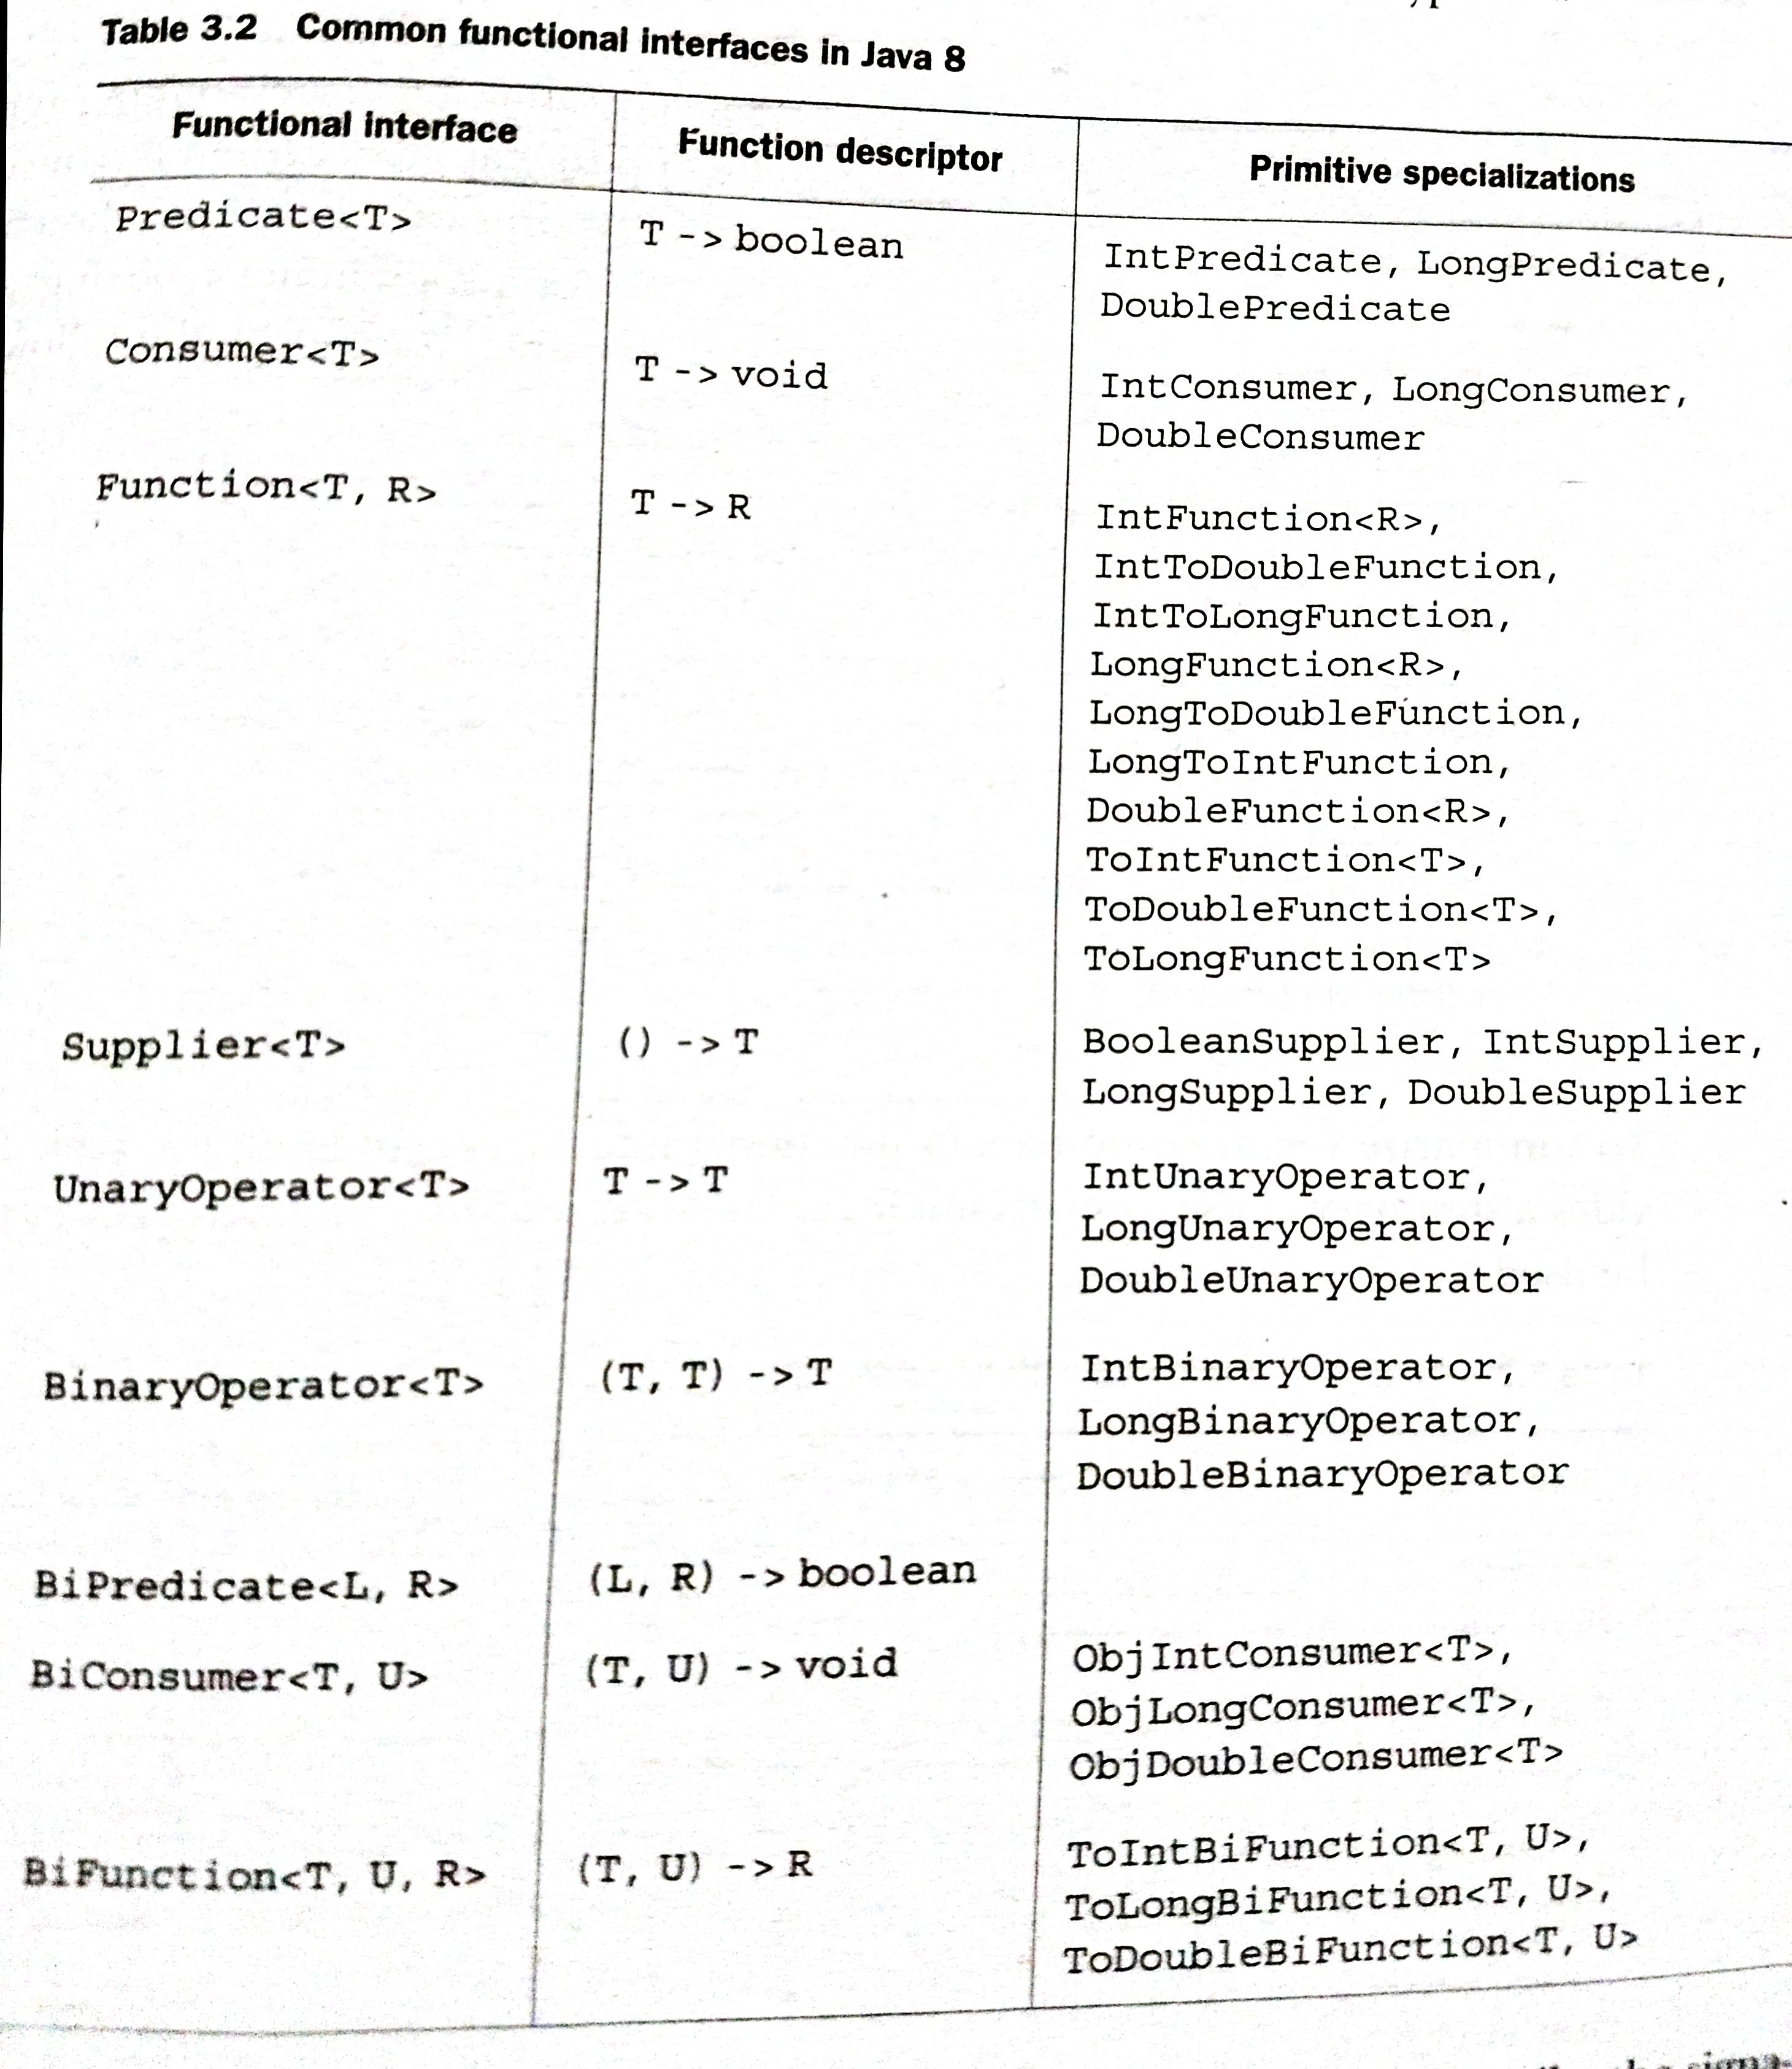 Table 3.2 Common functional interfaces in Java 8
Functional interface Function descriptor Primitive specializations
Predicate<T> T -> boolean IntPredicate, LongPredicate,
DoublePredicate
Consumer<T> T -> void IntConsumer, LongConsumer,
DoubleConsumer
Function<T, R> T -> R IntFunction<R>,
IntToDoubleFunction,
IntToLongFunction,
LongFunction<R>,
LongToDoubleFunction,
LongToIntFunction,
DoubleFunction<R>,
ToIntFunction<T>,
ToDoubleFunction<T>,
ToLongFunction<T>
Supplier<T> () -> T BooleanSupplier, IntSupplier,
LongSupplier, DoubleSupplier
UnaryOperator<T> T -> T IntUnaryOperator,
LongUnaryOperator,
DoubleUnaryOperator
BinaryOperator<T> (T, T) -> T IntBinaryOperator,
LongBinaryOperator,
DoubleBinaryOperator
BiPredicate<L, R> (L, R) -> boolean
BiConsumer<T, U> (T, U) -> void ObjIntConsumer<T>,
ObjLongConsumer<T>,
ObjDoubleConsumer<T>
BiFunction<T, U, R> (T, U) -> R ToIntBiFunction<T, U>,
ToLongBiFunction<T, U>,
ToDoubleBiFunction<T, U>